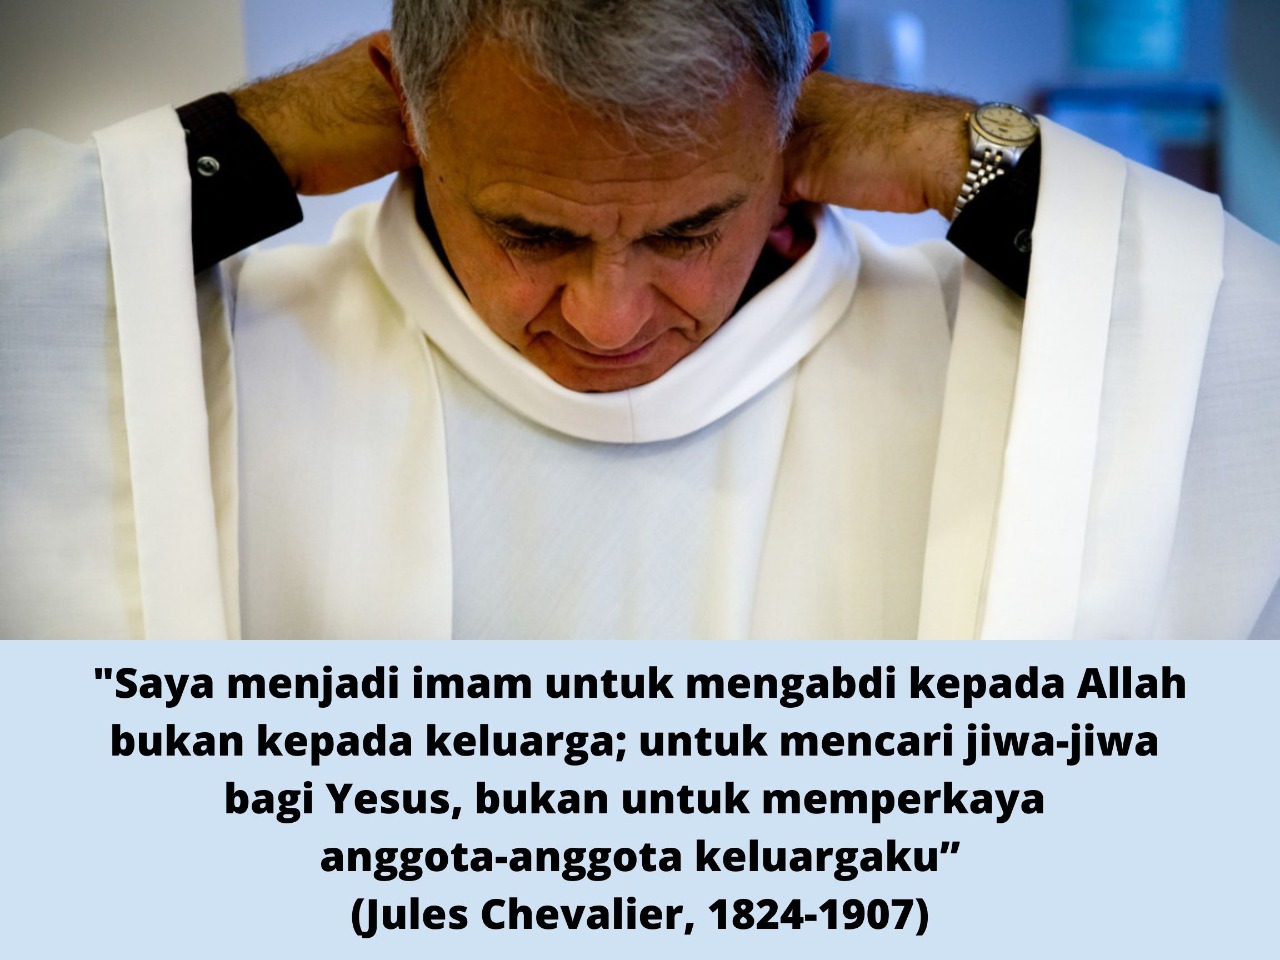 "Saya menjadi imam untuk mengabdi kepada Allah
bukan kepada keluarga; untuk mencari jiwa-jiwa
bagi Yesus, bukan untuk memperkaya
anggota-anggota keluargaku”
(Jules Chevalier, 1824-1907)